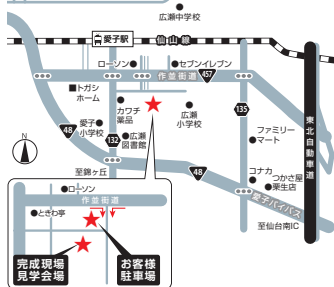 広瀬中学校
愛子駅
仙山線
ローソン
セブンイレブン
作並街道
457
トガシ
ホーム
カワチ
薬品
広瀬
小学校
135
愛子
小学校
48
132
広瀬
図書館
ファミリー
マート
東北自動車道
N
至錦ヶ丘
48
コナカ
つかさ屋
栗生店
愛子バイパス
至仙台南IC
ローソン
作並街道
ときわ亭
完成現場
見学会場
お客様
駐車場